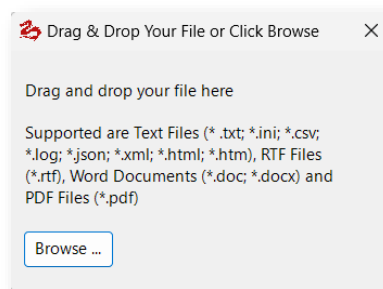 Drag & Drop Your File or Click Browse
Drag and drop your file here
Supported are Text Files (* .txt; *.ini; *.csv;
*.log; *.json; *.xml; *.html; *.htm), RTF Files
(*.rtf), Word Documents (*.doc; *.docx) and
PDF Files (*.pdf)
Browse ...